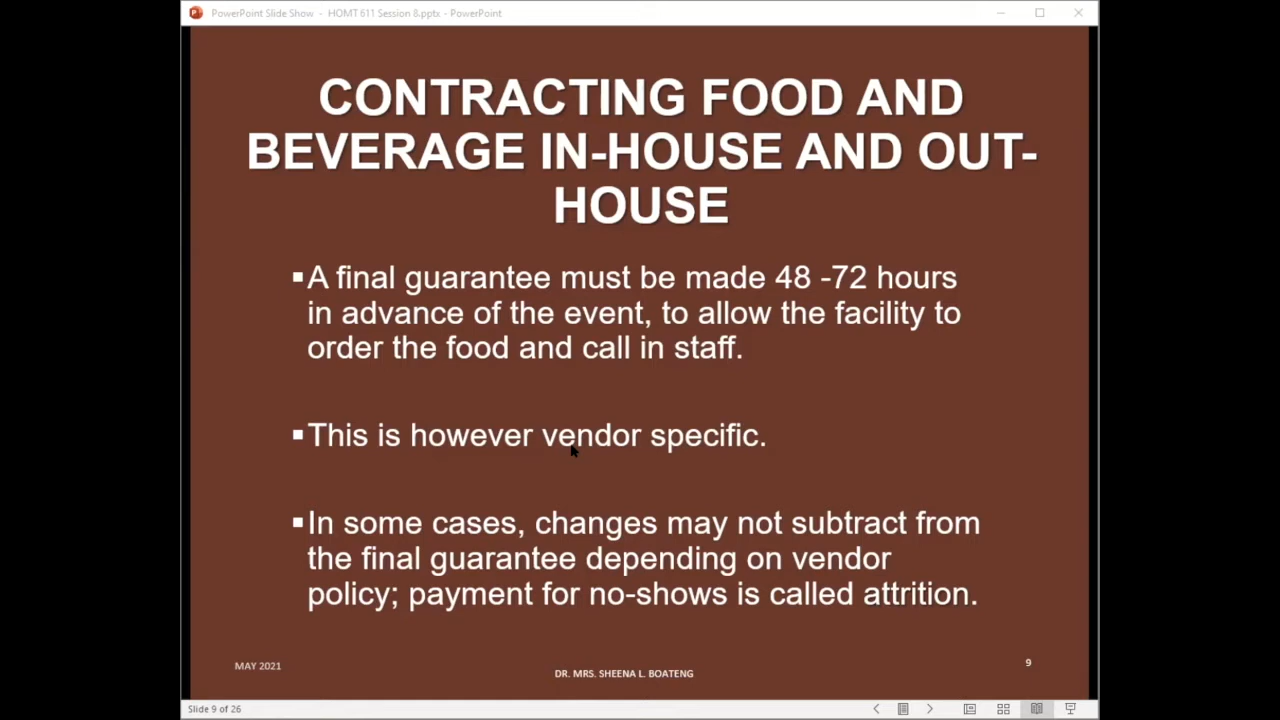 PowerPoint Slide Show - HOMT 611 Session 8.pptx - PowerPoint
CONTRACTING FOOD AND
BEVERAGE IN-HOUSE AND OUT-
HOUSE
▪A final guarantee must be made 48 -72 hours
in advance of the event, to allow the facility to
order the food and call in staff.
▪This is however vendor specific.
▪In some cases, changes may not subtract from
the final guarantee depending on vendor
policy; payment for no-shows is called attrition.
MAY 2021
DR. MRS. SHEENA L. BOATENG
9
Slide 9 of 26